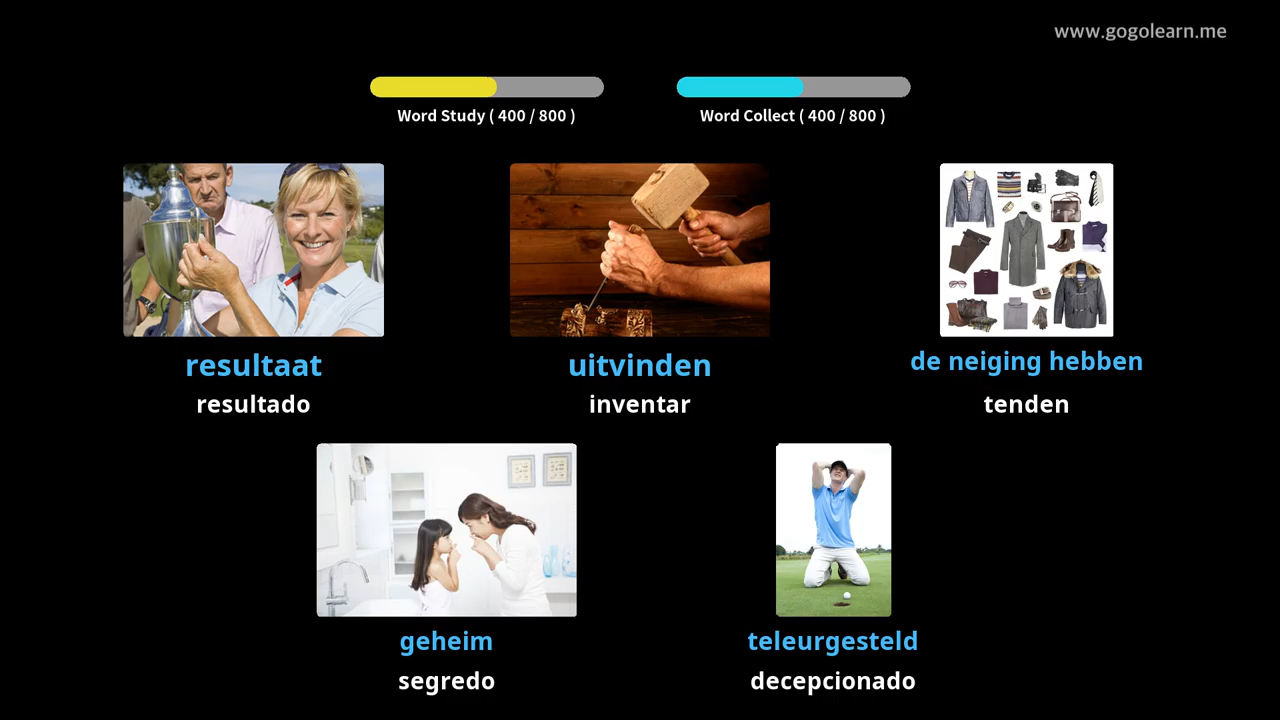 www.gogolearn.me
Word Study ( 400 / 800 )
Word Collect ( 400 / 800 )
resultaat
resultado
uitvinden
inventar
de neiging hebben
tenden
geheim
segredo
teleurgesteld
decepcionado